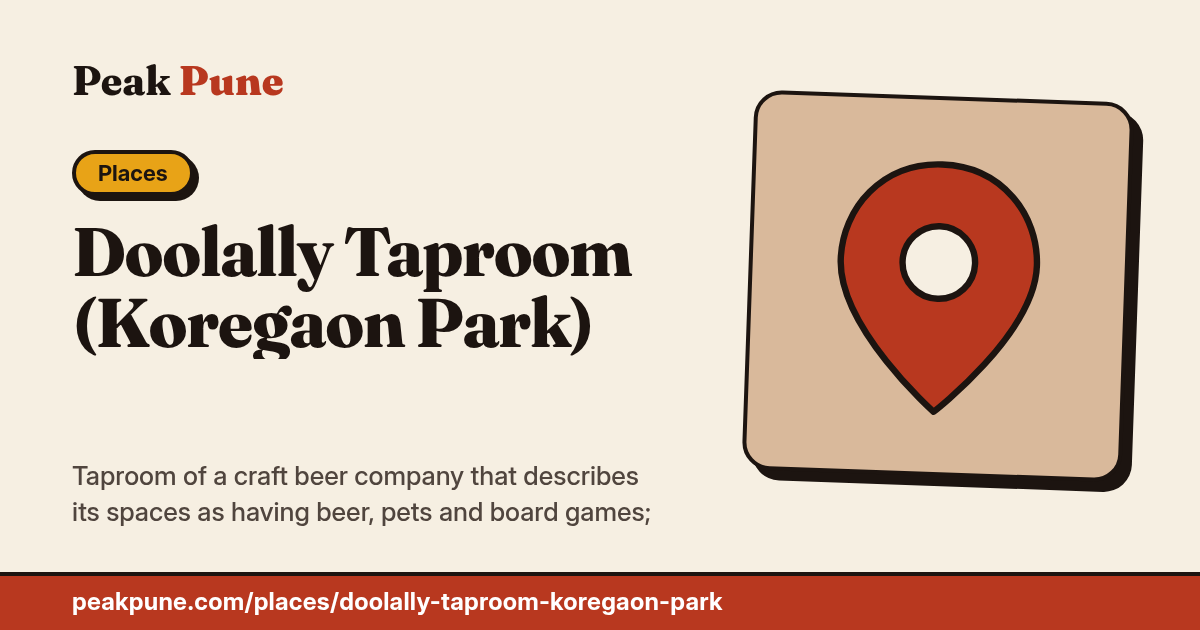 Peak Pune
Places
Doolally Taproom
(Koregaon Park)
Taproom of a craft beer company that describes
its spaces as having beer, pets and board games;
peakpune.com/places/doolally-taproom-koregaon-park